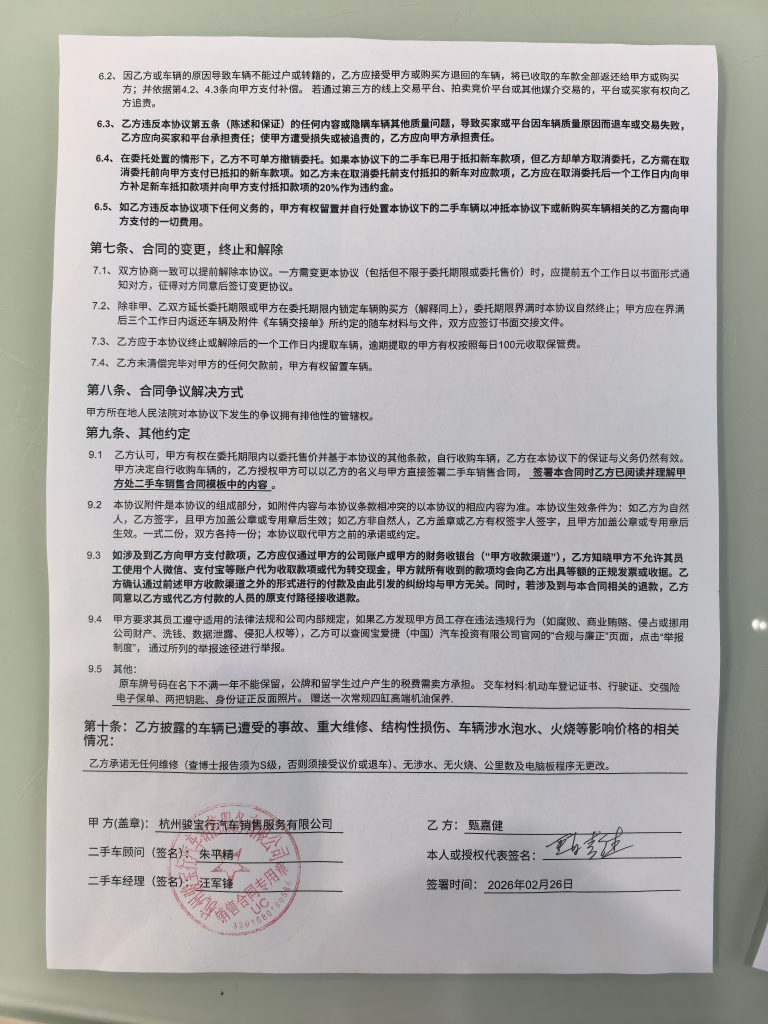 6.2、因乙方或车辆的原因导致车辆不能过户或转籍的，乙方应接受甲方或购买方退回的车辆，将已收取的车款全部返还给甲方或购买
方；并依据第4.2、4.3条向甲方支付补偿。 若通过第三方的线上交易平台、拍卖竞价平台或其他媒介交易的，平台或买家有权向乙
方追责。
6.3、乙方违反本协议第五条（陈述和保证）的任何内容或隐瞒车辆其他质量问题，导致买家或平台因车辆质量原因而退车或交易失败，
乙方应向买家和平台承担责任；使甲方遭受损失或被追责的，乙方应向甲方承担责任。
6.4、在委托处置的情形下，乙方不可单方撤销委托。如果本协议下的二手车已用于抵扣新车款项，但乙方却单方取消委托，乙方需在取
消委托前向甲方支付已抵扣的新车款项。如乙方未在取消委托前支付抵扣的新车对应款项，乙方应在取消委托后一个工作日内向甲
方补足新车抵扣款项并向甲方支付抵扣款项的20%作为违约金。
6.5、如乙方违反本协议项下任何义务的，甲方有权留置并自行处置本协议下的二手车辆以冲抵本协议下或新购买车辆相关的乙方需向甲
方支付的一切费用。
第七条、合同的变更，终止和解除
7.1、双方协商一致可以提前解除本协议。一方需变更本协议（包括但不限于委托期限或委托售价）时，应提前五个工作日以书面形式通
知对方，征得对方同意后签订变更协议。
7.2、除非甲、乙双方延长委托期限或甲方在委托期限内锁定车辆购买方（解释同上），委托期限界满时本协议自然终止；甲方应在界满
后三个工作日内返还车辆及附件《车辆交接单》所约定的随车材料与文件，双方应签订书面交接文件。
7.3、乙方应于本协议终止或解除后的一个工作日内提取车辆，逾期提取的甲方有权按照每日100元收取保管费。
7.4、乙方未清偿完毕对甲方的任何欠款前，甲方有权留置车辆。
第八条、合同争议解决方式
甲方所在地人民法院对本协议下发生的争议拥有排他性的管辖权。
第九条、其他约定
9.1 乙方认可，甲方有权在委托期限内以委托售价并基于本协议的其他条款，自行收购车辆，乙方在本协议下的保证与义务仍然有效。
甲方决定自行收购车辆的，乙方授权甲方可以以乙方的名义与甲方直接签署二手车销售合同， 签署本合同时乙方已阅读并理解甲
方处二手车销售合同模板中的内容 。
9.2 本协议附件是本协议的组成部分，如附件内容与本协议条款相冲突的以本协议的相应内容为准。本协议生效条件为：如乙方为自然
人，乙方签字，且甲方加盖公章或专用章后生效；如乙方非自然人，乙方盖章或乙方有权签字人签字，且甲方加盖公章或专用章后
生效。一式二份，双方各持一份；本协议取代甲方之前的承诺或约定。
9.3 如涉及到乙方向甲方支付款项，乙方应仅通过甲方的公司账户或甲方的财务收银台（“甲方收款渠道”），乙方知晓甲方不允许其员
工使用个人微信、支付宝等账户代为收取款项或代为转交现金，甲方就所有收到的款项均会向乙方出具等额的正规发票或收据。乙
方确认通过前述甲方收款渠道之外的形式进行的付款及由此引发的纠纷均与甲方无关。同时，若涉及到与本合同相关的退款，乙方
同意以乙方或代乙方付款的人员的原支付路径接收退款。
9.4 甲方要求其员工遵守适用的法律法规和公司内部规定，如果乙方发现甲方员工存在违法违规行为（如腐败、商业贿赂、侵占或挪用
公司财产、洗钱、数据泄露、侵犯人权等），乙方可以查阅宝爱捷（中国）汽车投资有限公司官网的“合规与廉正”页面，点击“举报
制度”， 通过所列的举报途径进行举报。
9.5 其他：
原车牌号码在名下不满一年不能保留，公牌和留学生过户产生的税费需卖方承担。 交车材料:机动车登记证书、行驶证、交强险
电子保单、两把钥匙、身份证正反面照片。 赠送一次常规四缸高端机油保养.
第十条：乙方披露的车辆已遭受的事故、重大维修、结构性损伤、车辆涉水泡水、火烧等影响价格的相关
情况：
乙方承诺无任何维修（查博士报告须为S级，否则须接受议价或退车）、无涉水、无火烧、公里数及电脑板程序无更改。
甲 方(盖章)： 杭州骏宝行汽车销售服务有限公司
乙 方： 甄嘉健
二手车顾问（签名）： 朱平精
本人或授权代表签名： 甄嘉健
二手车经理（签名）： 汪军锋
签署时间： 2026年02月26日
杭州骏宝行汽车销售服务有限公司
销售合同专用章
UC